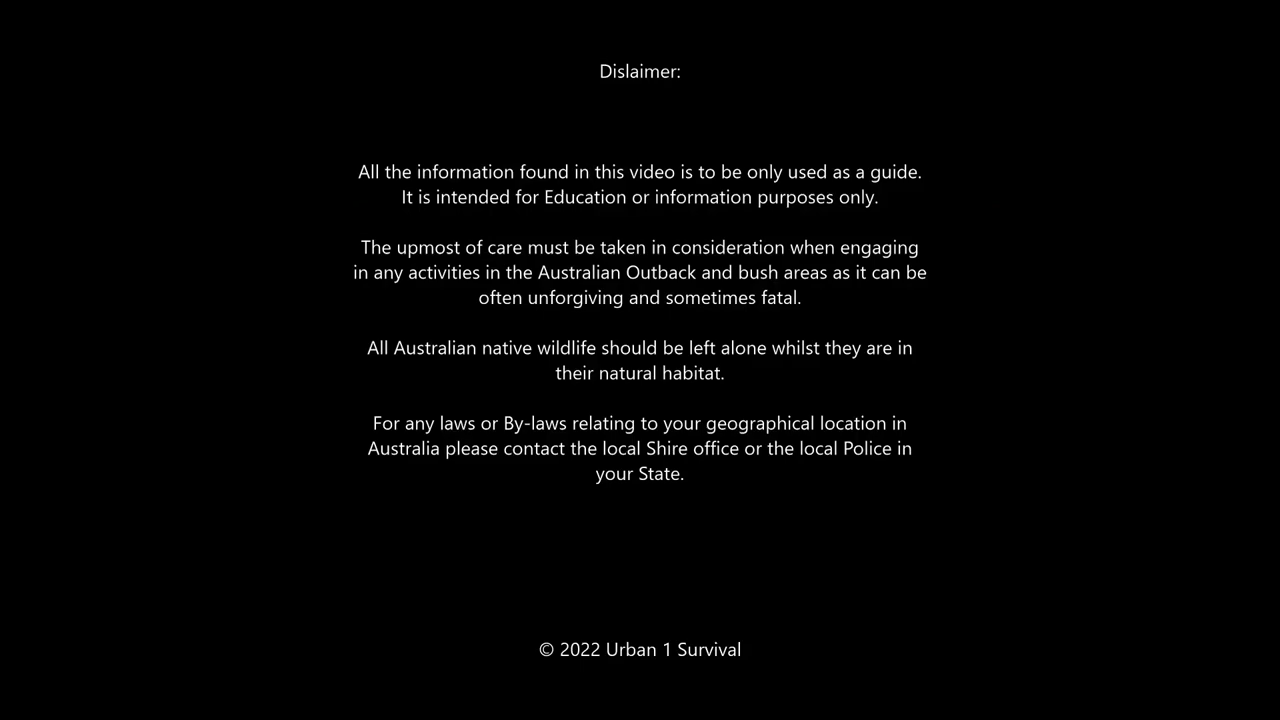 Dislaimer:
All the information found in this video is to be only used as a guide.
It is intended for Education or information purposes only.
The upmost of care must be taken in consideration when engaging
in any activities in the Australian Outback and bush areas as it can be
often unforgiving and sometimes fatal.
All Australian native wildlife should be left alone whilst they are in
their natural habitat.
For any laws or By-laws relating to your geographical location in
Australia please contact the local Shire office or the local Police in
your State.
© 2022 Urban 1 Survival